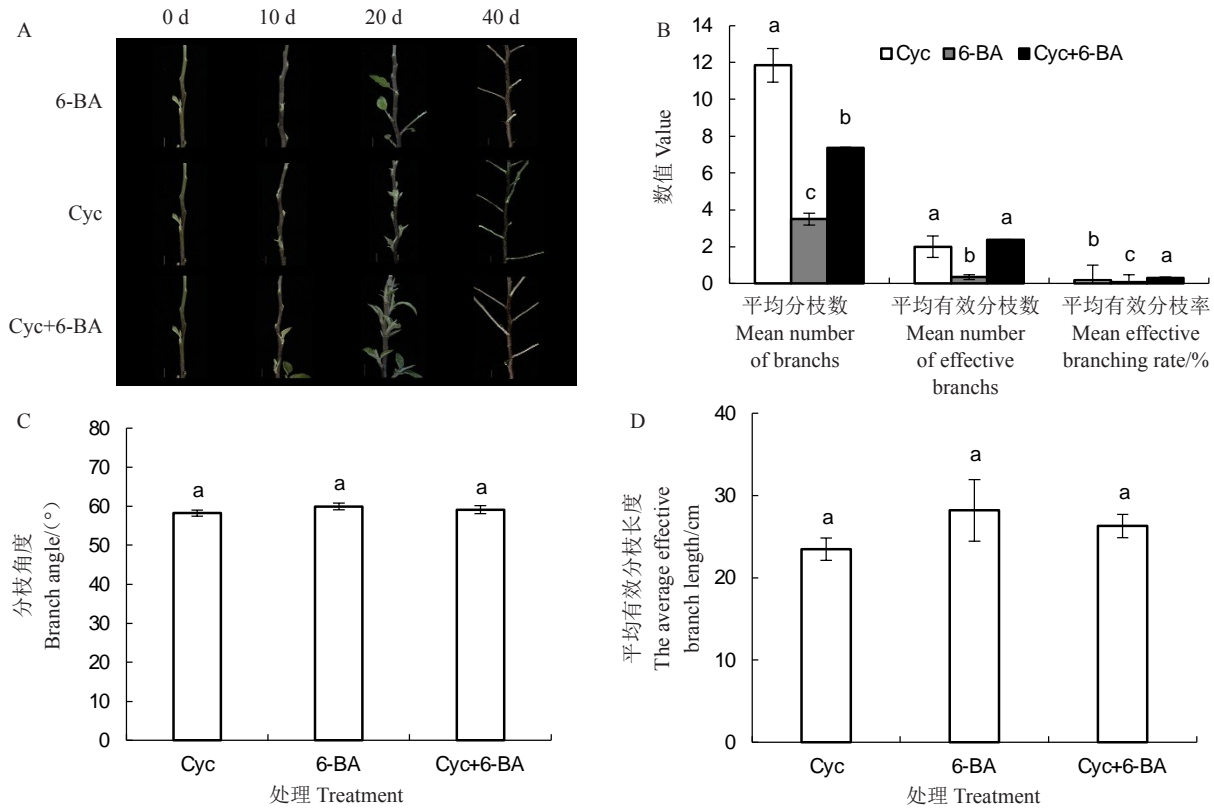 A
0 d 10 d 20 d 40 d
6-BA
Cyc
Cyc+6-BA
B
14
12
10
8
6
4
2
0
数值 Value
Cyc 6-BA Cyc+6-BA
a
c
b
a
b
a
b
c
a
平均分枝数
Mean number
of branchs
平均有效分枝数
Mean number
of effective
branchs
平均有效分枝率
Mean effective
branching rate/%
C
80
70
60
50
40
30
20
10
0
分枝角度
Branch angle/(°)
a a a
Cyc 6-BA Cyc+6-BA
处理 Treatment
D
40
30
20
10
0
平均有效分枝长度
The average effective
branch length/cm
a a a
Cyc 6-BA Cyc+6-BA
处理 Treatment